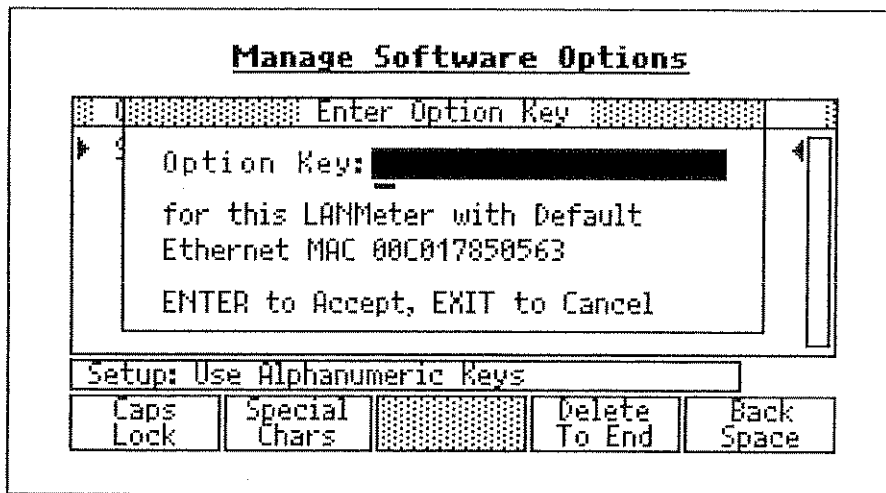 Manage Software Options
Enter Option Key
Option Key:
for this LANMeter with Default
Ethernet MAC 00C017850563
ENTER to Accept, EXIT to Cancel
Setup: Use Alphanumeric Keys
Caps Lock
Special Chars
Delete To End
Back Space